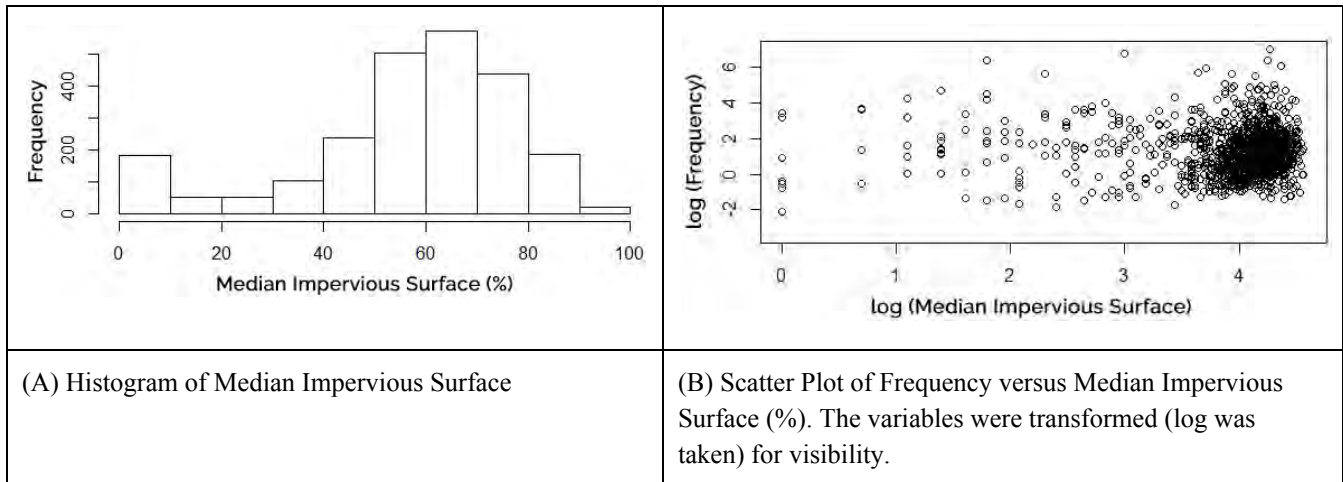 Frequency
0
200
400
0
20
40
60
80
100
Median Impervious Surface (%)
log (Frequency)
-2
0
2
4
6
0
1
2
3
4
log (Median Impervious Surface)
(A) Histogram of Median Impervious Surface
(B) Scatter Plot of Frequency versus Median Impervious
Surface (%). The variables were transformed (log was
taken) for visibility.